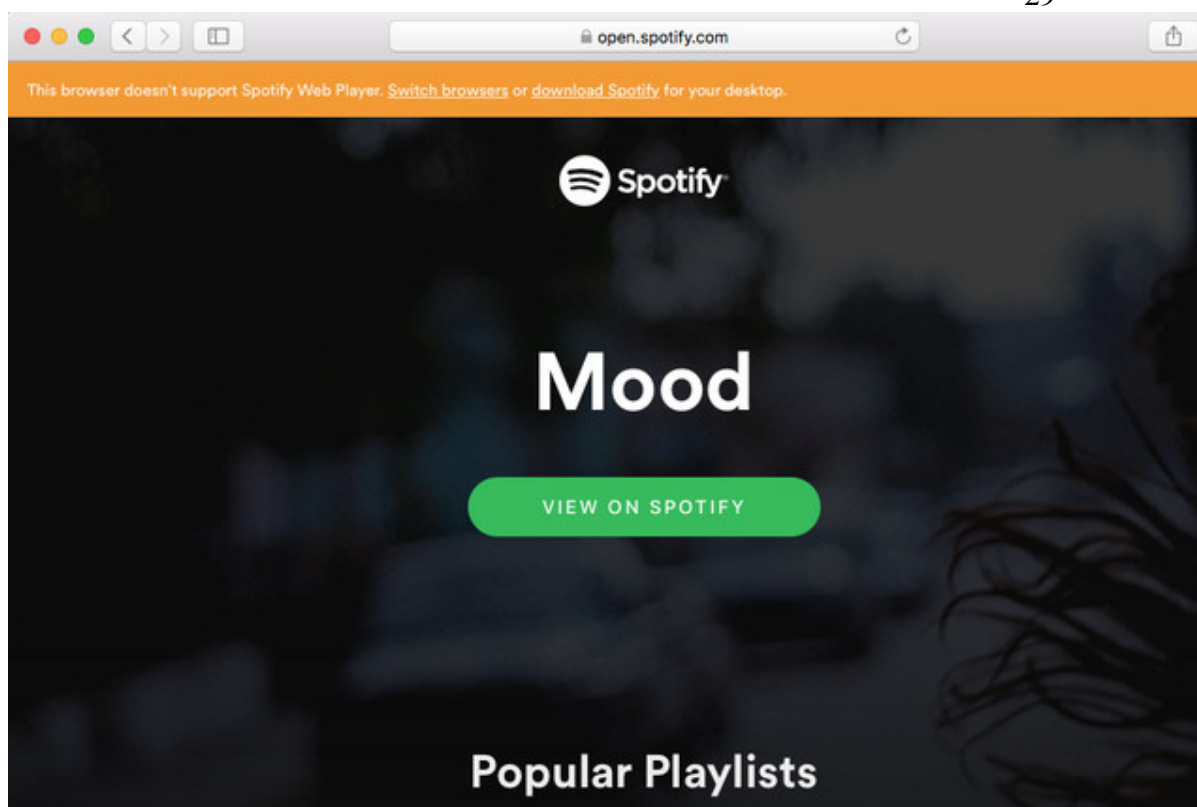 29
open.spotify.com
This browser doesn't support Spotify Web Player. Switch browsers or download Spotify for your desktop.
Spotify
Mood
VIEW ON SPOTIFY
Popular Playlists